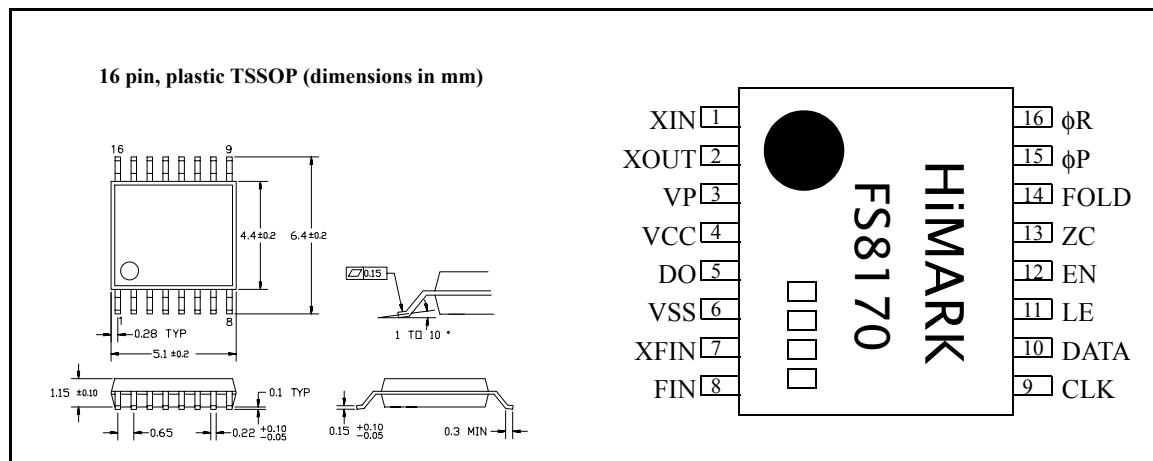 16 pin, plastic TSSOP (dimensions in mm)
16 9
4.4 ±0.2 6.4 ±0.2
1 8
0.28 TYP
5.1 ±0.2
0.15
1 TO 10 °
1.15 ±0.10
0.1 TYP
0.65
0.22 +0.10 -0.05
0.15 +0.10 -0.05
0.3 MIN
XIN 1
XOUT 2
VP 3
VCC 4
DO 5
VSS 6
XFIN 7
FIN 8
16 ϕR
15 ϕP
14 FOLD
13 ZC
12 EN
11 LE
10 DATA
9 CLK
HiMARK
FS8170